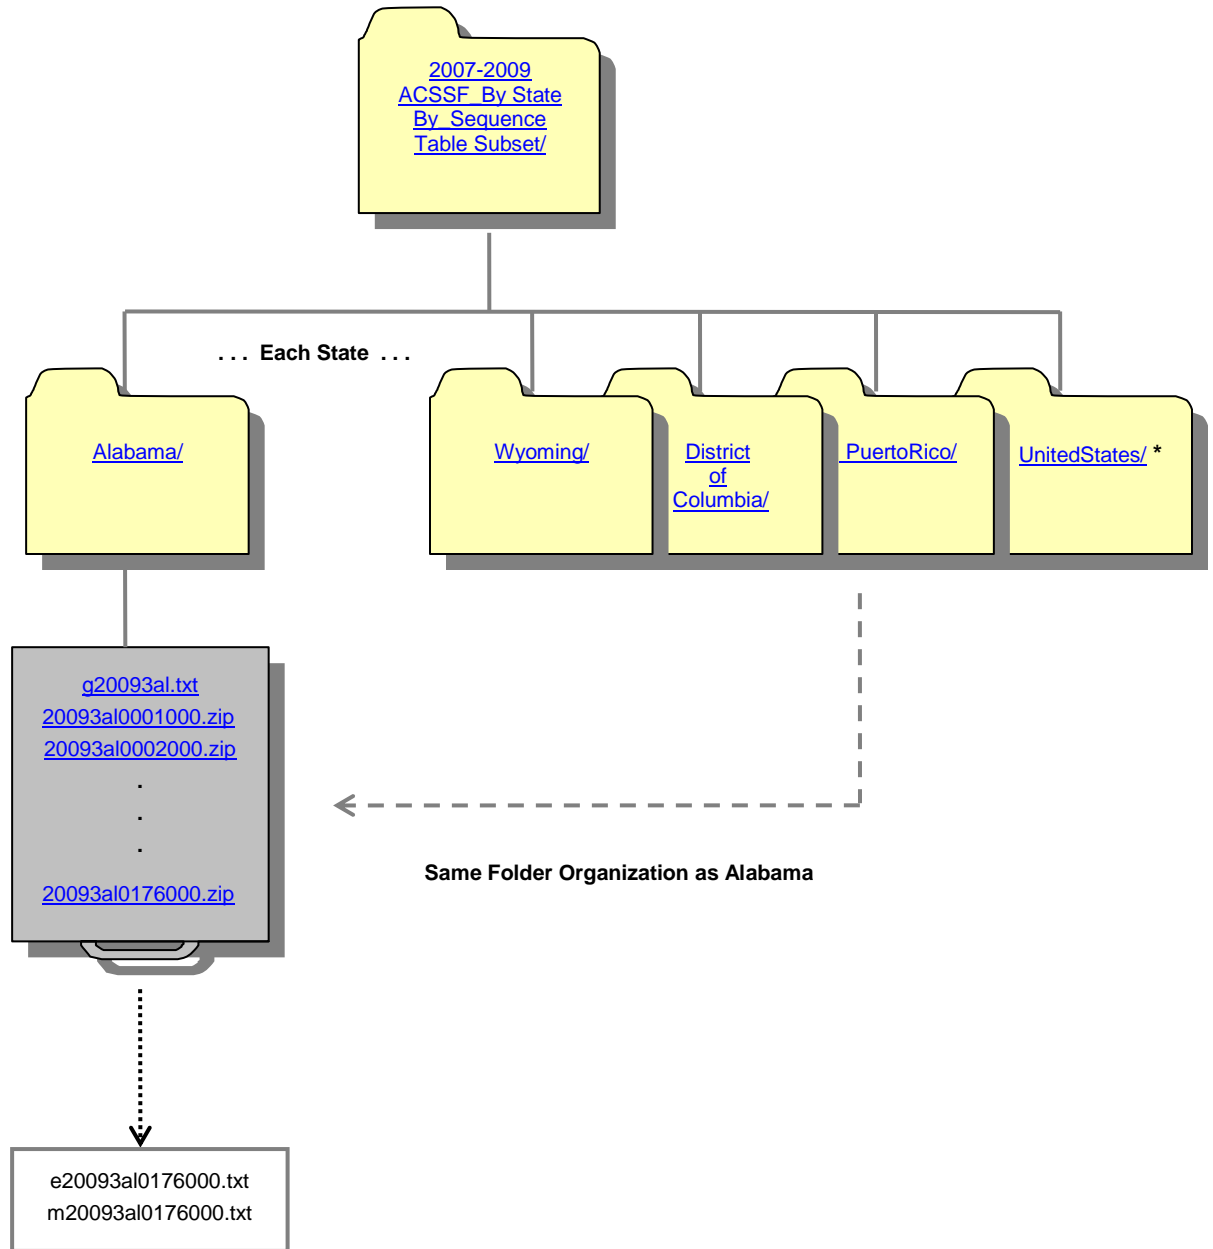 2007-2009
ACSSF_By State
By_Sequence
Table Subset/
. . . Each State . . .
Alabama/
Wyoming/
District
of
Columbia/
PuertoRico/
UnitedStates/ *
g20093al.txt
20093al0001000.zip
20093al0002000.zip
.
.
.
20093al0176000.zip
Same Folder Organization as Alabama
e20093al0176000.txt
m20093al0176000.txt